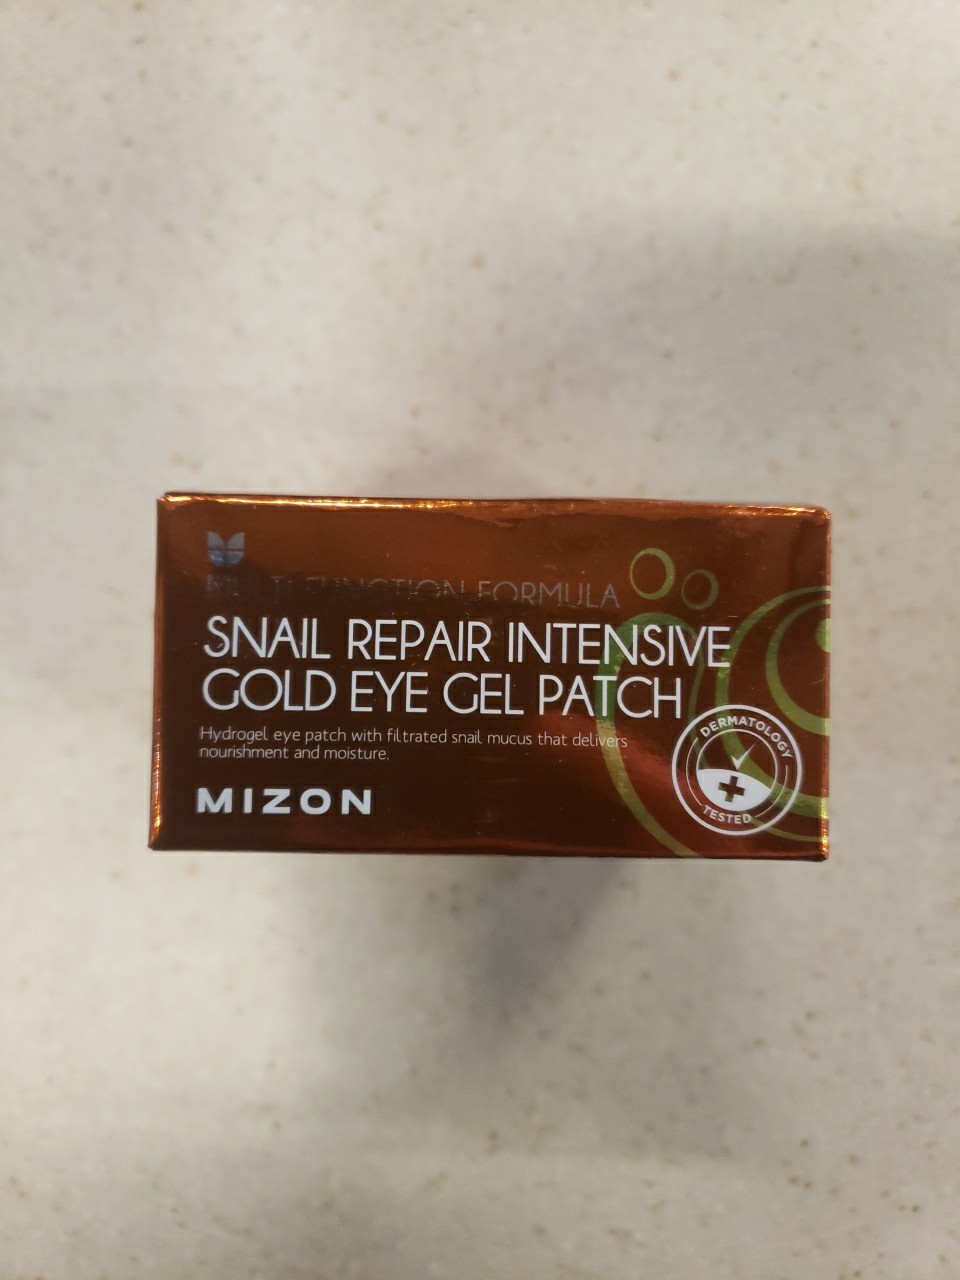 MULTI FUNCTION FORMULA
SNAIL REPAIR INTENSIVE
GOLD EYE GEL PATCH
Hydrogel eye patch with filtrated snail mucus that delivers
nourishment and moisture.
MIZON
DERMATOLOGY
TESTED